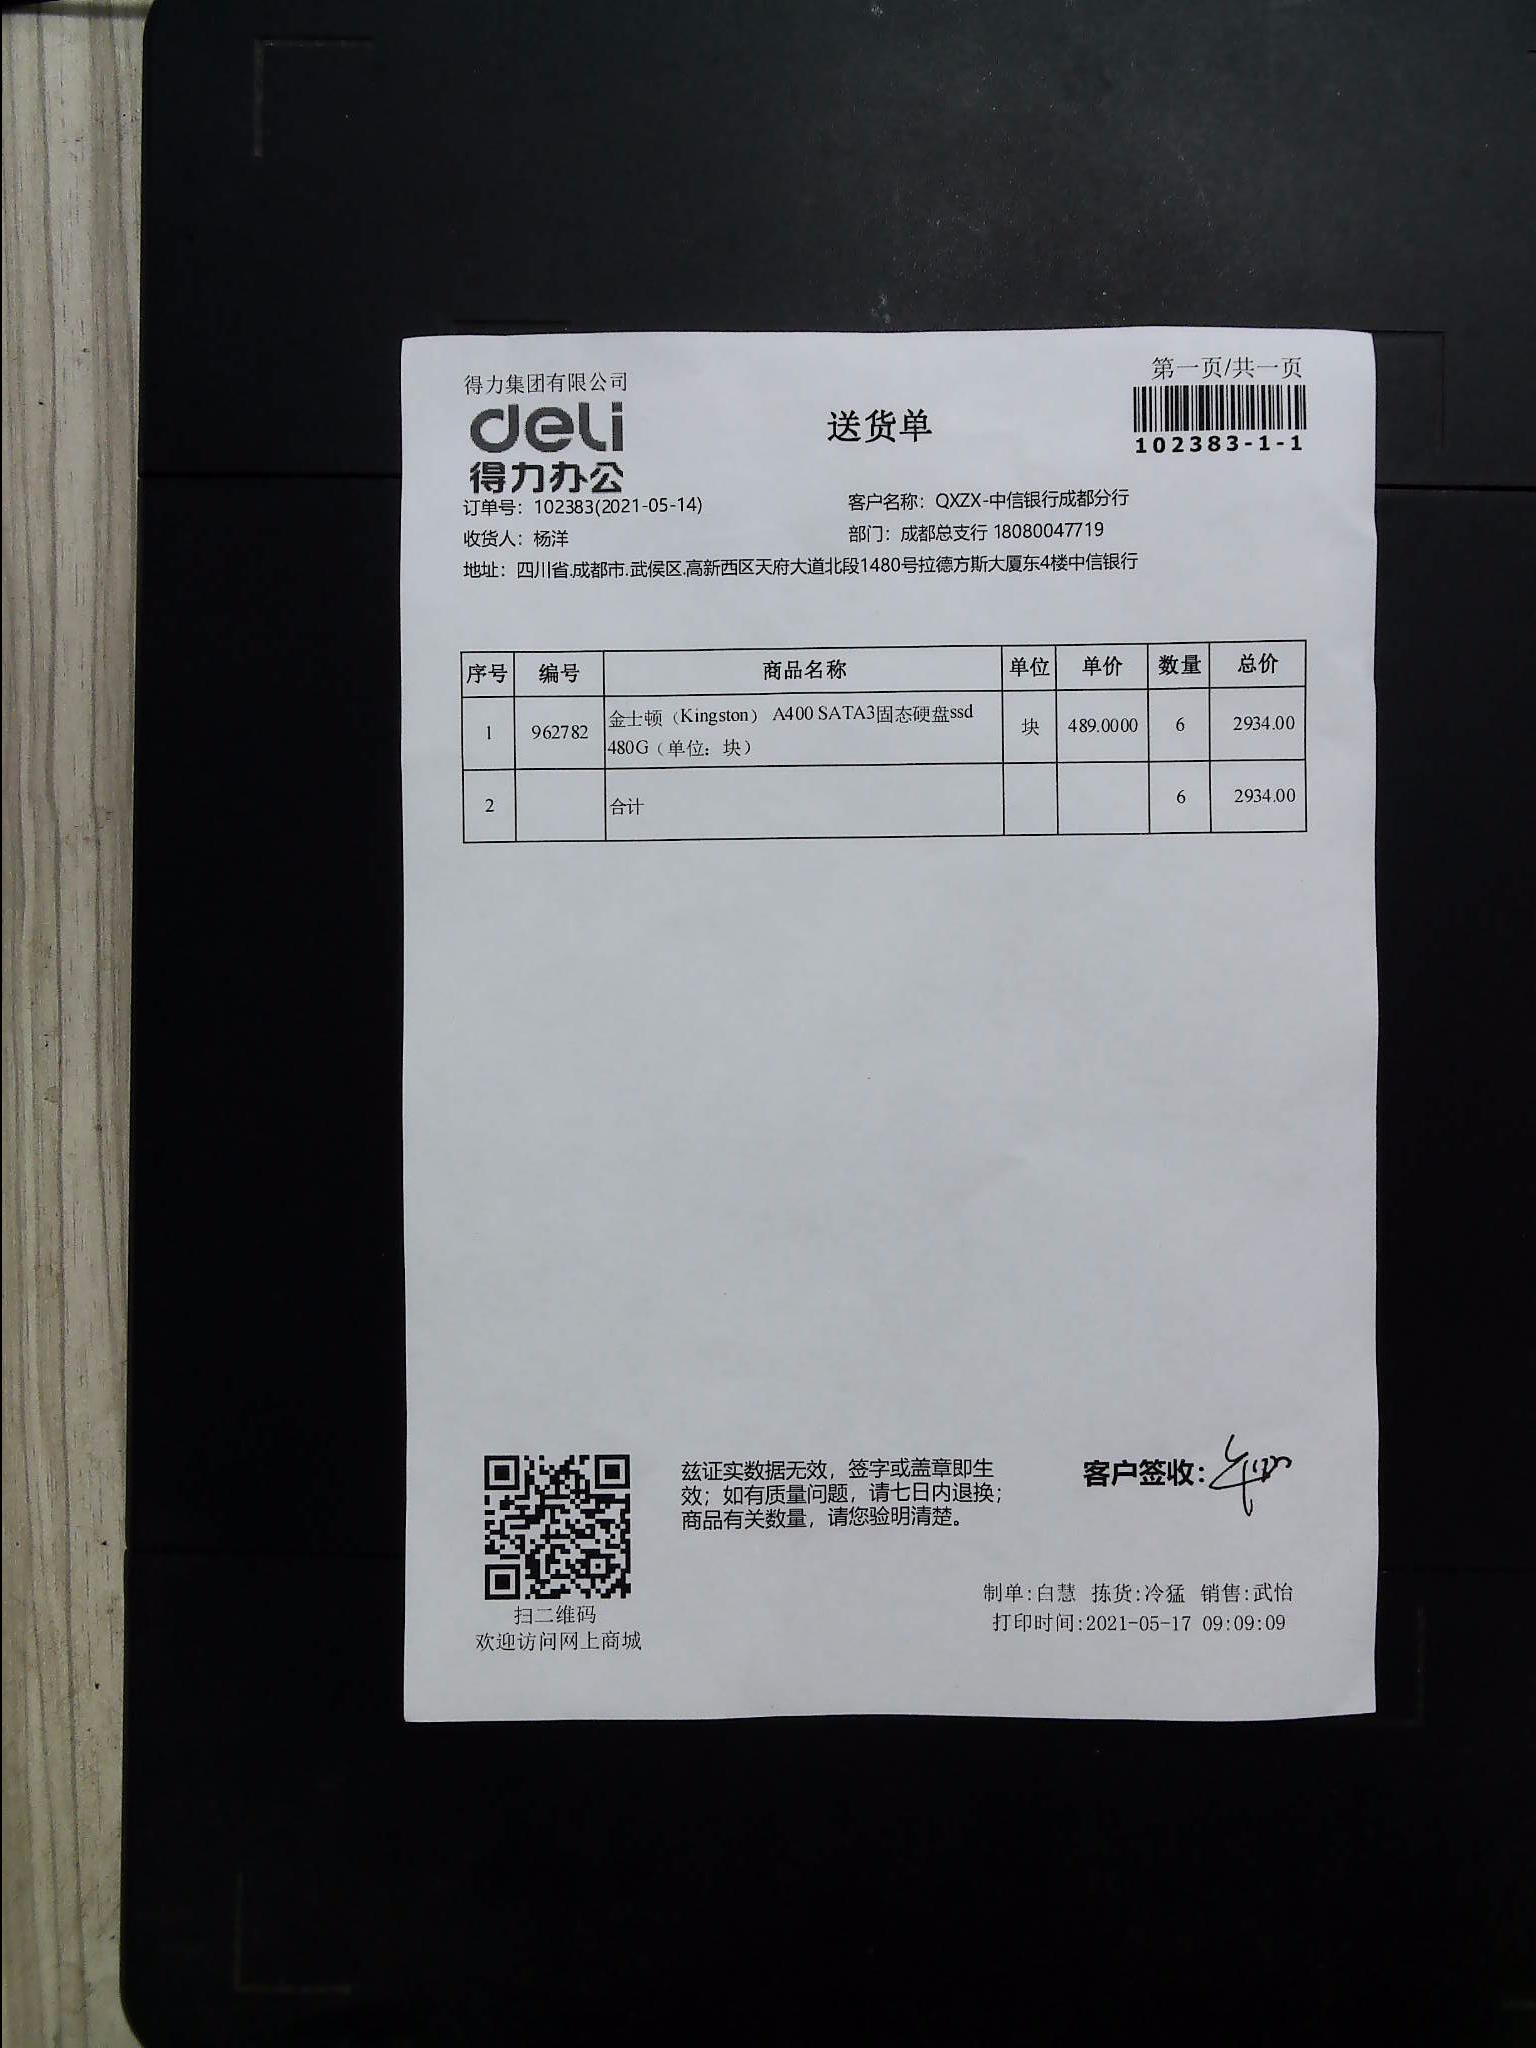 得力集团有限公司
第一页/共一页
deli
得力办公
送货单
102383-1-1
订单号：102383(2021-05-14)
客户名称：QXZX-中信银行成都分行
收货人：杨洋
部门：成都总支行 18080047719
地址：四川省.成都市.武侯区.高新西区天府大道北段1480号拉德方斯大厦东4楼中信银行
序号 编号 商品名称 单位 单价 数量 总价
1 962782 金士顿（Kingston） A400 SATA3固态硬盘ssd
480G（单位：块） 块 489.0000 6 2934.00
2 合计 6 2934.00
兹证实数据无效，签字或盖章即生
效；如有质量问题，请七日内退换；
商品有关数量，请您验明清楚。
客户签收：
扫二维码
欢迎访问网上商城
制单:白慧 拣货:冷猛 销售:武怡
打印时间:2021-05-17 09:09:09